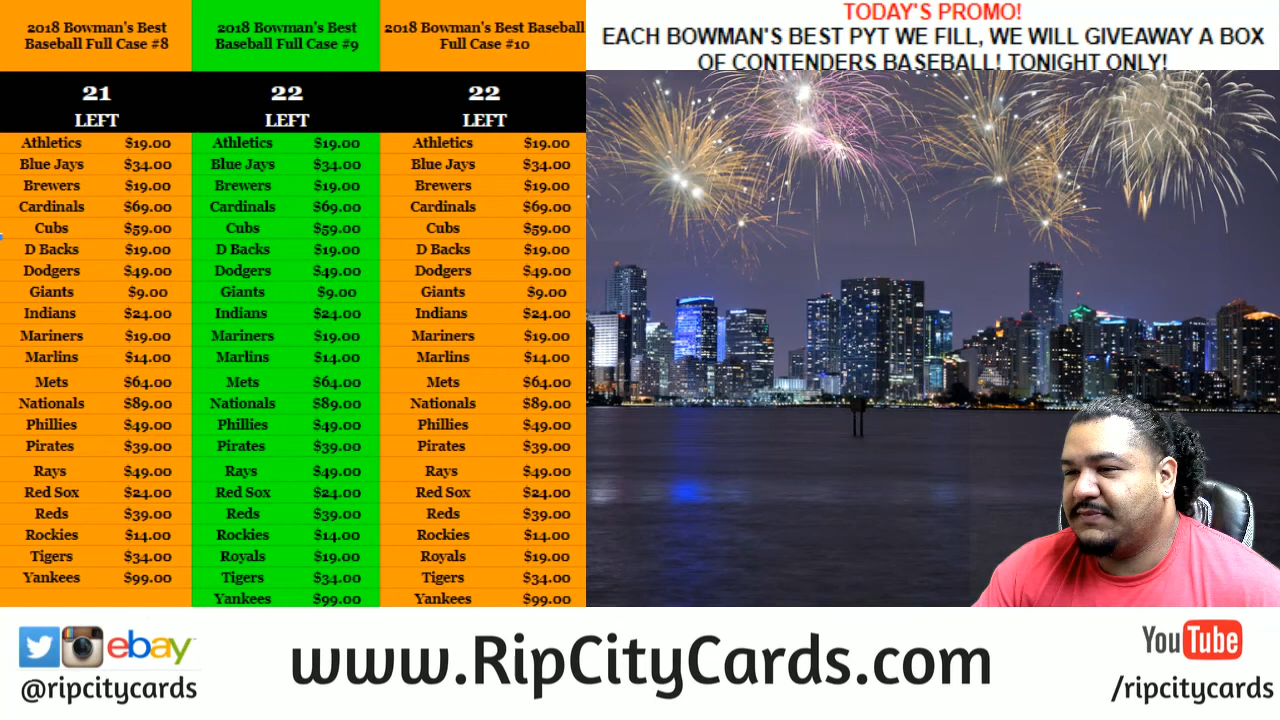 2018 Bowman's Best
Baseball Full Case #8
21
LEFT
Athletics $19.00
Blue Jays $34.00
Brewers $19.00
Cardinals $69.00
Cubs $59.00
D Backs $19.00
Dodgers $49.00
Giants $9.00
Indians $24.00
Mariners $19.00
Marlins $14.00
Mets $64.00
Nationals $89.00
Phillies $49.00
Pirates $39.00
Rays $49.00
Red Sox $24.00
Reds $39.00
Rockies $14.00
Tigers $34.00
Yankees $99.00
2018 Bowman's Best
Baseball Full Case #9
22
LEFT
Athletics $19.00
Blue Jays $34.00
Brewers $19.00
Cardinals $69.00
Cubs $59.00
D Backs $19.00
Dodgers $49.00
Giants $9.00
Indians $24.00
Mariners $19.00
Marlins $14.00
Mets $64.00
Nationals $89.00
Phillies $49.00
Pirates $39.00
Rays $49.00
Red Sox $24.00
Reds $39.00
Rockies $14.00
Royals $19.00
Tigers $34.00
Yankees $99.00
2018 Bowman's Best Baseball
Full Case #10
22
LEFT
Athletics $19.00
Blue Jays $34.00
Brewers $19.00
Cardinals $69.00
Cubs $59.00
D Backs $19.00
Dodgers $49.00
Giants $9.00
Indians $24.00
Mariners $19.00
Marlins $14.00
Mets $64.00
Nationals $89.00
Phillies $49.00
Pirates $39.00
Rays $49.00
Red Sox $24.00
Reds $39.00
Rockies $14.00
Royals $19.00
Tigers $34.00
Yankees $99.00
TODAY'S PROMO!
EACH BOWMAN'S BEST PYT WE FILL, WE WILL GIVEAWAY A BOX
OF CONTENDERS BASEBALL! TONIGHT ONLY!
ebay
@ripcitycards
www.RipCityCards.com
YouTube
/ripcitycards